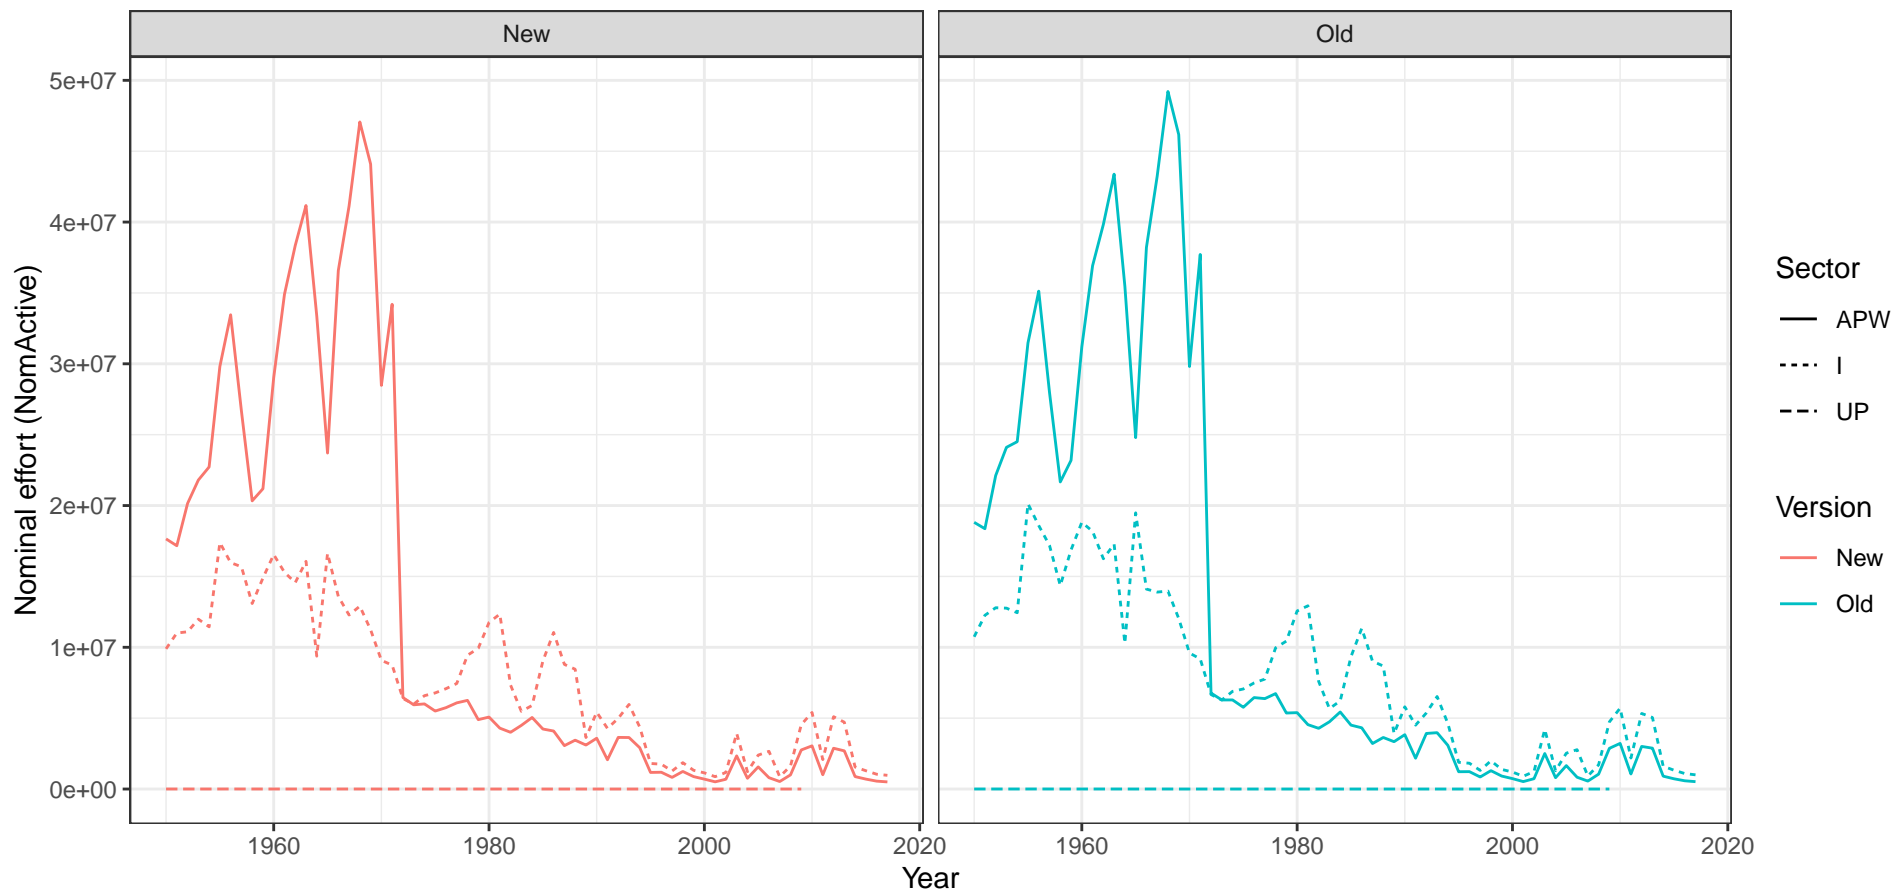 New
Old
5e+07
4e+07
3e+07
2e+07
1e+07
0e+00
Nominal effort (NomActive)
1960
1980
2000
2020
1960
1980
2000
2020
Year
Sector
APW
I
UP
Version
New
Old